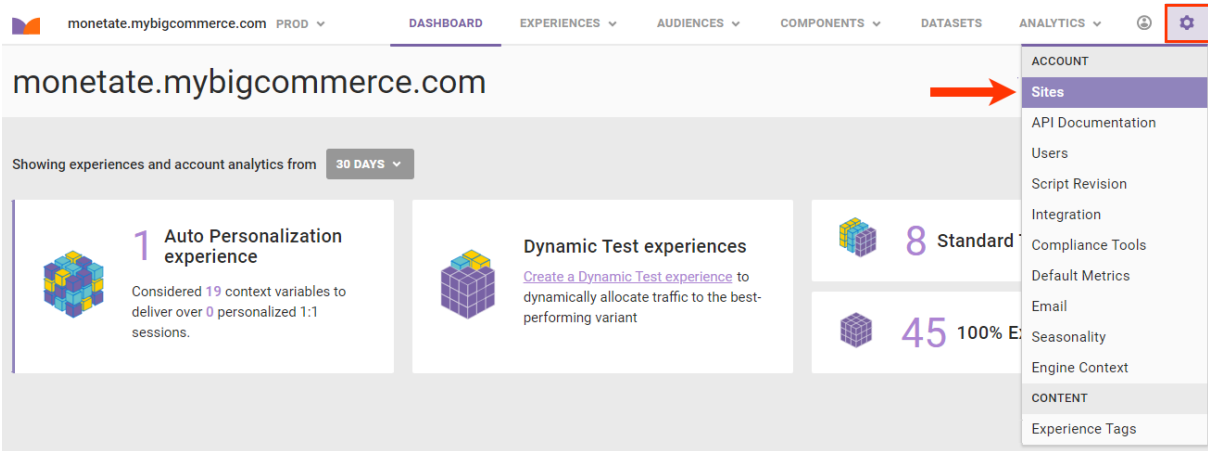 monetate.mybigcommerce.com PROD
DASHBOARD
EXPERIENCES
AUDIENCES
COMPONENTS
DATASETS
ANALYTICS
monetate.mybigcommerce.com
Showing experiences and account analytics from 30 DAYS
1 Auto Personalization
experience
Considered 19 context variables to
deliver over 0 personalized 1:1
sessions.
Dynamic Test experiences
Create a Dynamic Test experience to
dynamically allocate traffic to the best-
performing variant
8 Standard
45 100%
ACCOUNT
Sites
API Documentation
Users
Script Revision
Integration
Compliance Tools
Default Metrics
Email
Seasonality
Engine Context
CONTENT
Experience Tags